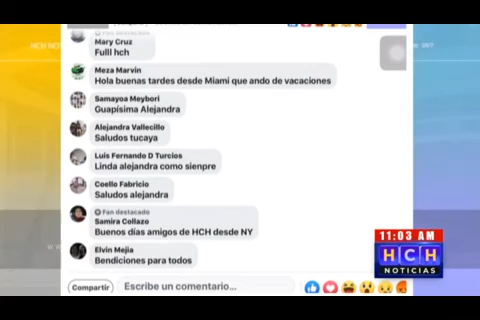 Fan destacado
Mary Cruz
Fulll hch
Meza Marvin
Hola buenas tardes desde Miami que ando de vacaciones
Samayoa Meybori
Guapísima Alejandra
Alejandra Vallecillo
Saludos tucaya
Luis Fernando D Turcios
Linda alejandra como sienpre
Coello Fabricio
Saludos alejandra
Fan destacado
Samira Collazo
Buenos días amigos de HCH desde NY
Elvin Mejia
Bendiciones para todos
Compartir
Escribe un comentario...
11:03 AM
HCH
NOTICIAS